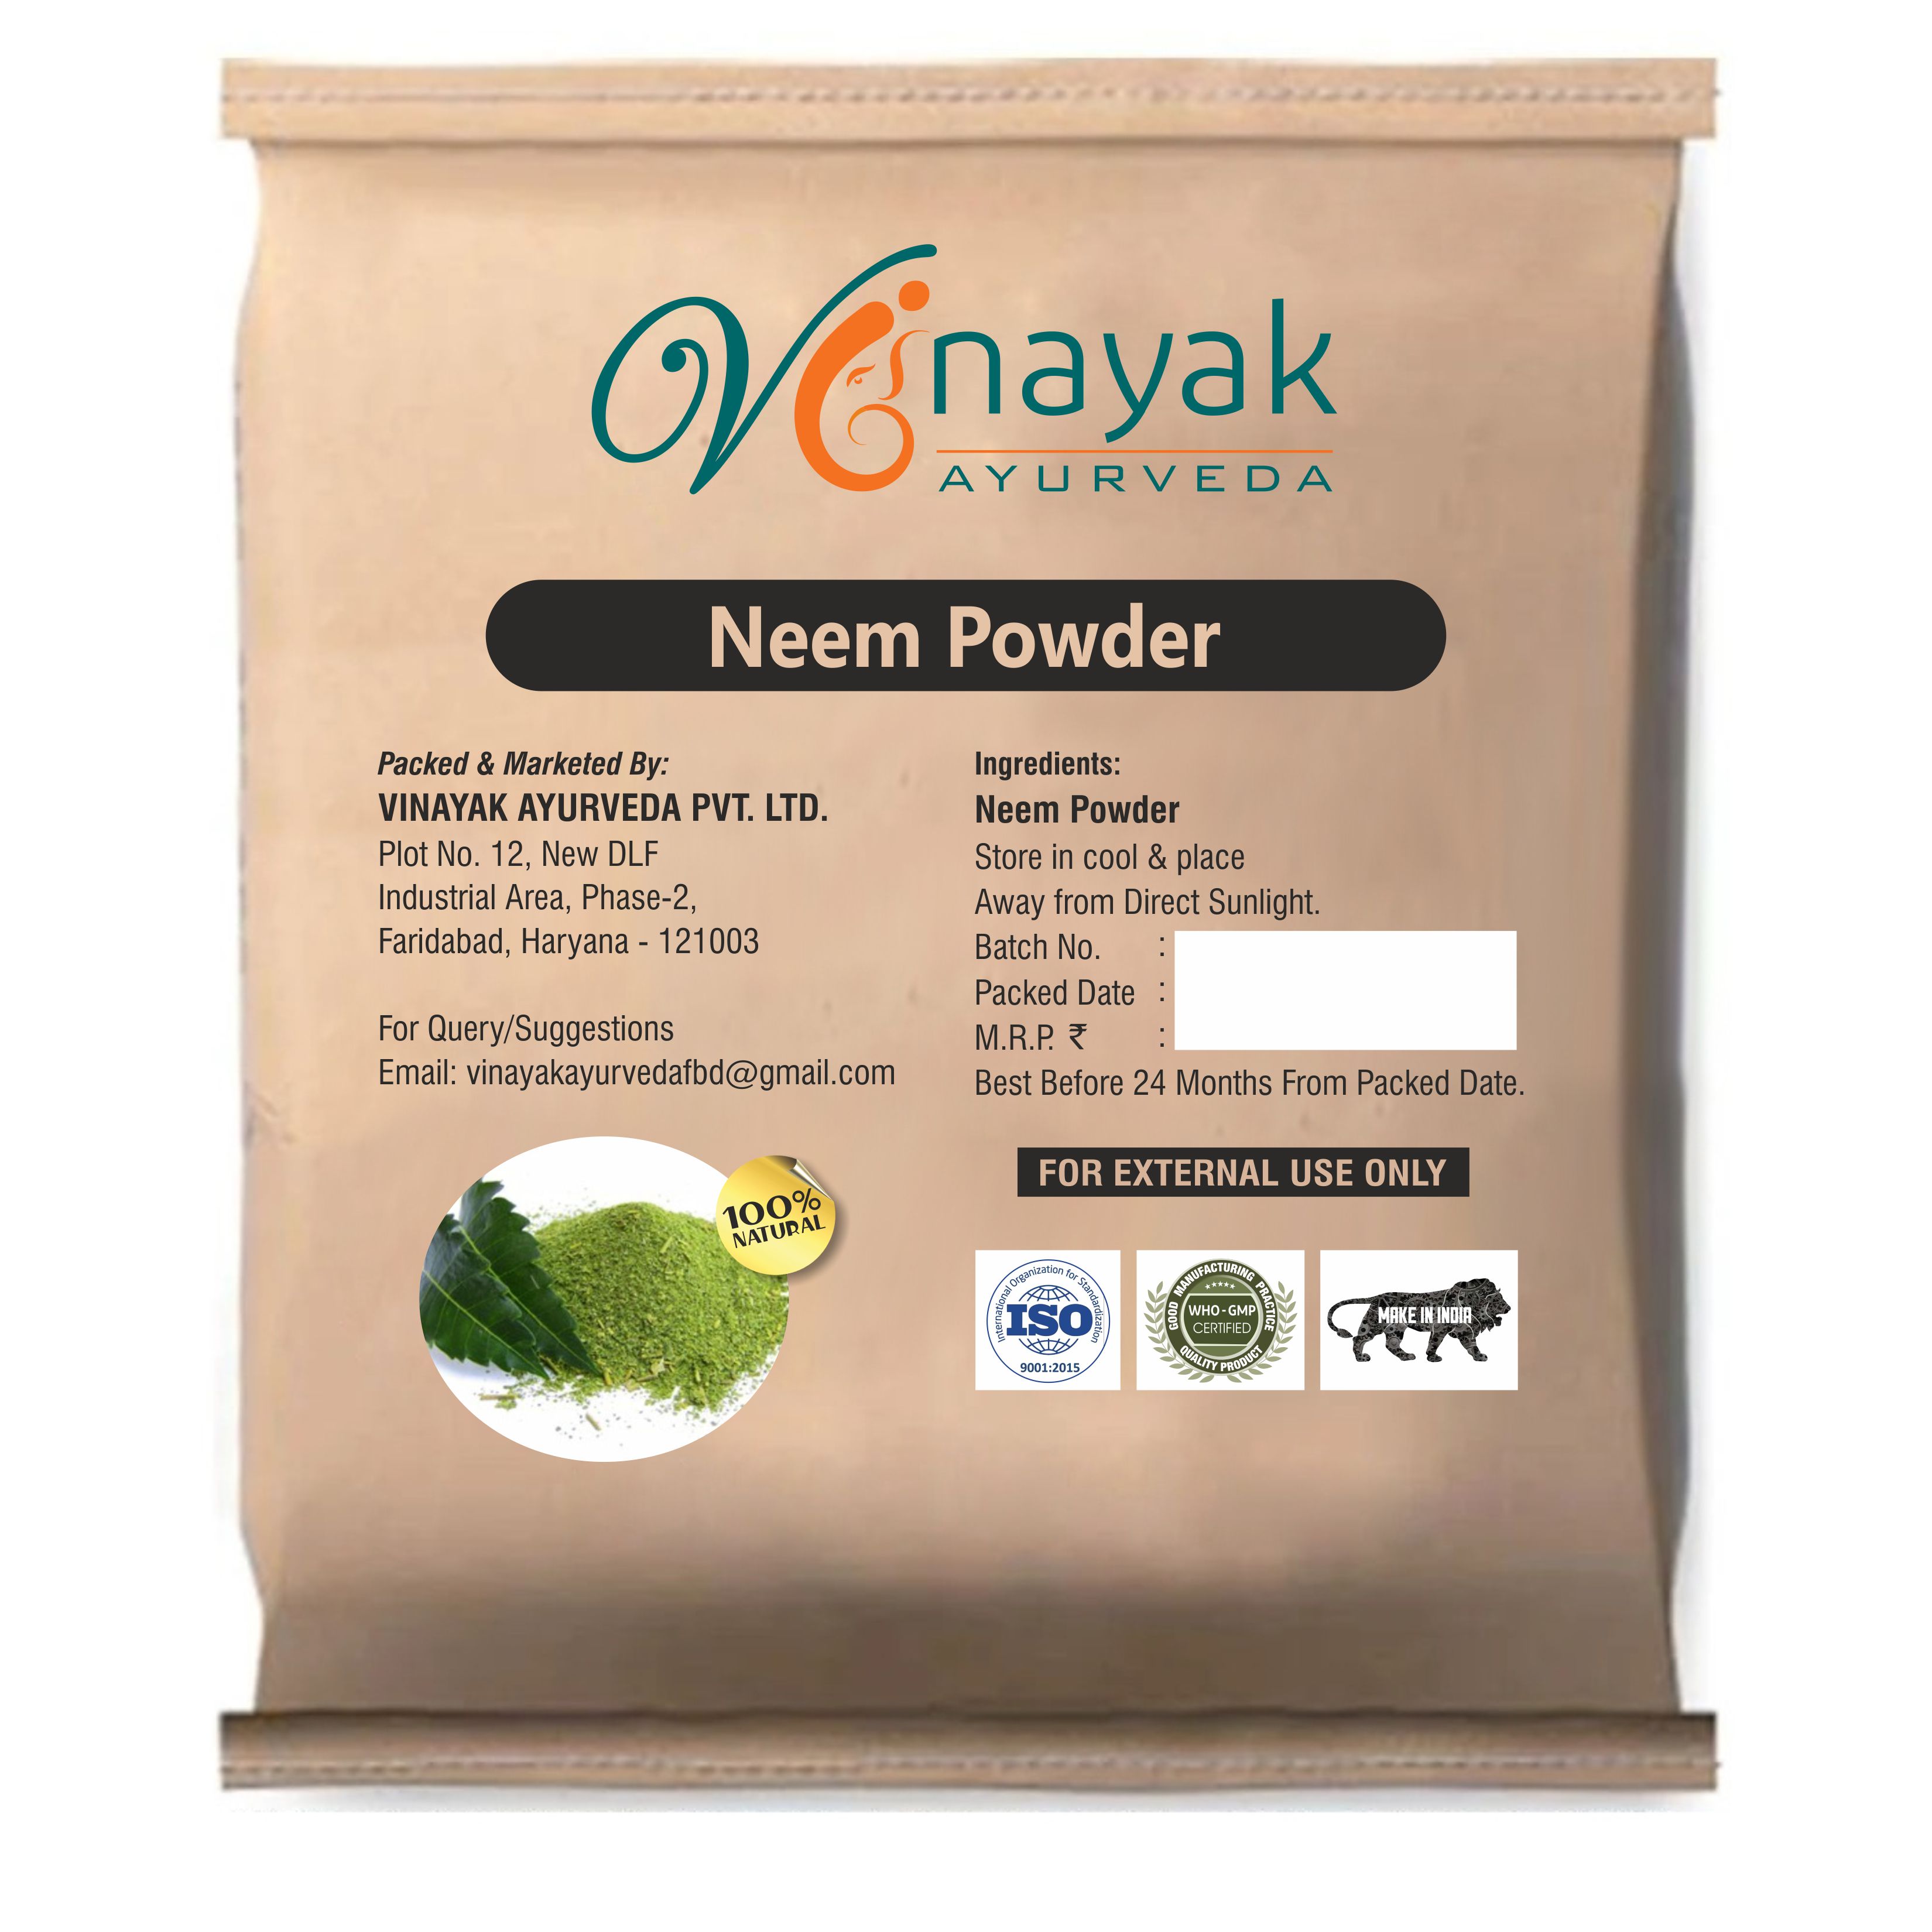 Vinayak
AYURVEDA
Neem Powder
Packed & Marketed By:
VINAYAK AYURVEDA PVT. LTD.
Plot No. 12, New DLF
Industrial Area, Phase-2,
Faridabad, Haryana - 121003
For Query/Suggestions
Email: vinayakayurvedafbd@gmail.com
100%
NATURAL
Ingredients:
Neem Powder
Store in cool & place
Away from Direct Sunlight.
Batch No. :
Packed Date :
M.R.P. ₹ :
Best Before 24 Months From Packed Date.
FOR EXTERNAL USE ONLY
International Organization for Standardization
ISO
9001:2015
GOOD MANUFACTURING PRACTICE
WHO-GMP
CERTIFIED
QUALITY PRODUCT
MAKE IN INDIA